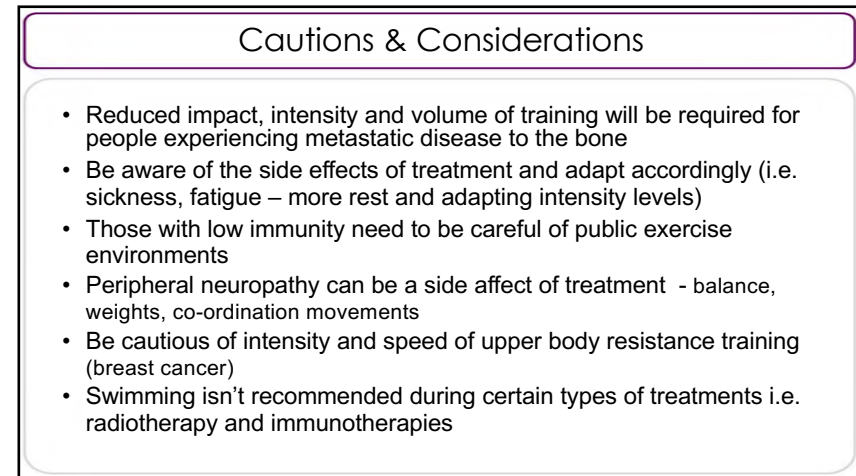 Cautions & Considerations
• Reduced impact, intensity and volume of training will be required for
people experiencing metastatic disease to the bone
• Be aware of the side effects of treatment and adapt accordingly (i.e.
sickness, fatigue – more rest and adapting intensity levels)
• Those with low immunity need to be careful of public exercise
environments
• Peripheral neuropathy can be a side affect of treatment - balance,
weights, co-ordination movements
• Be cautious of intensity and speed of upper body resistance training
(breast cancer)
• Swimming isn’t recommended during certain types of treatments i.e.
radiotherapy and immunotherapies